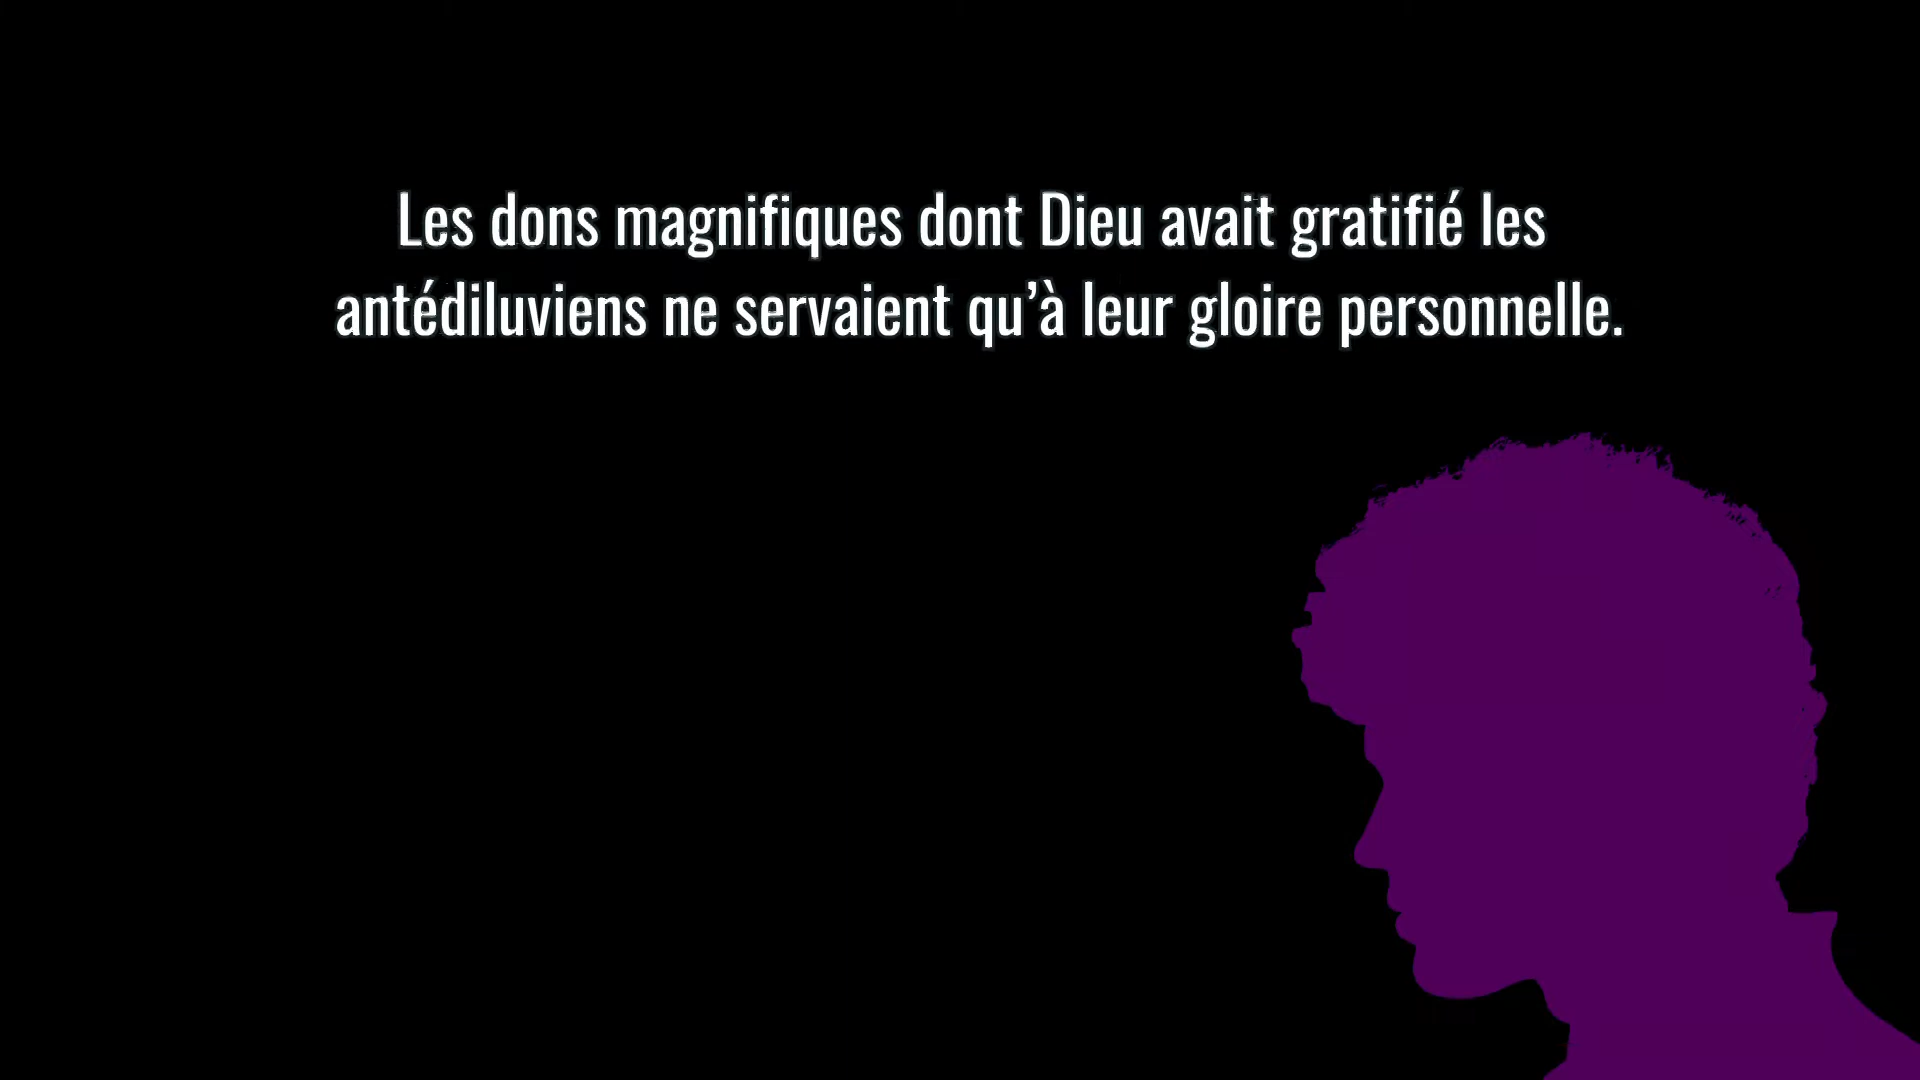 Les dons magnifiques dont Dieu avait gratifié les
antédiluviens ne servaient qu’à leur gloire personnelle.